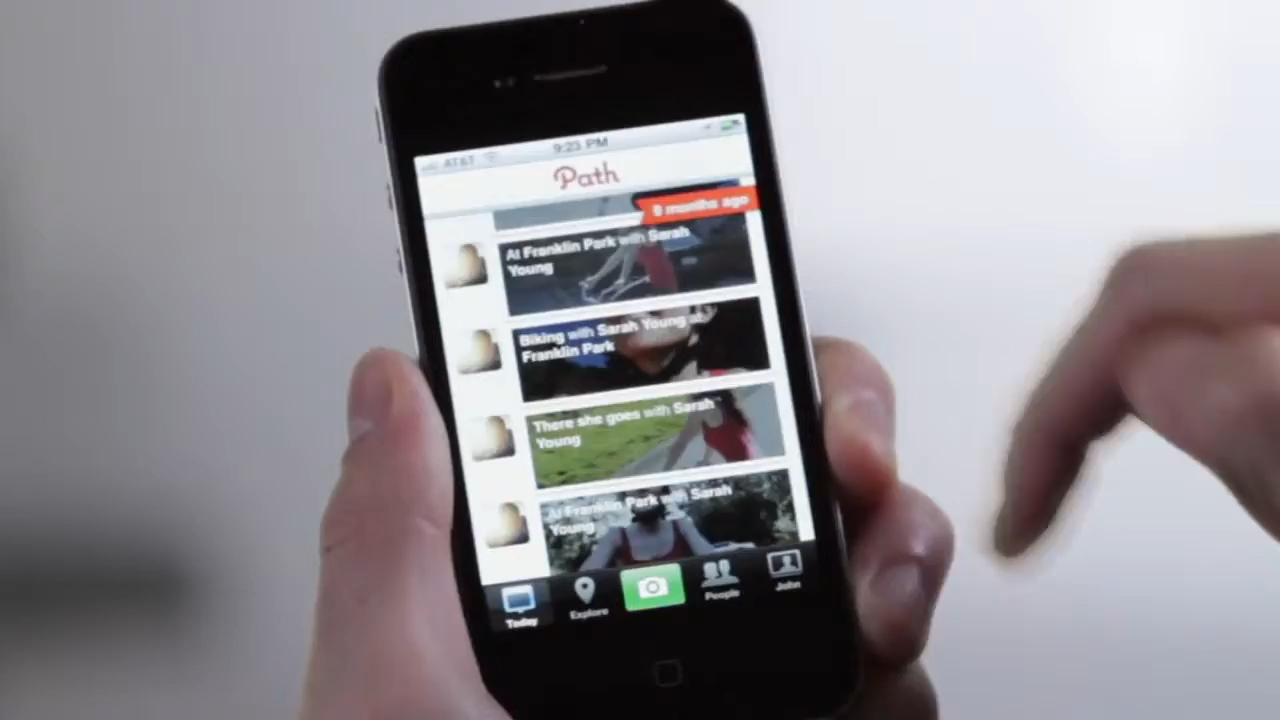 AT&T
9:23 PM
Path
months ago
At Franklin Park with Sarah
Young
Biking with Sarah Young at
Franklin Park
There she goes with Sarah
Young
At Franklin Park with Sarah
Young
Today
Explore
People
John